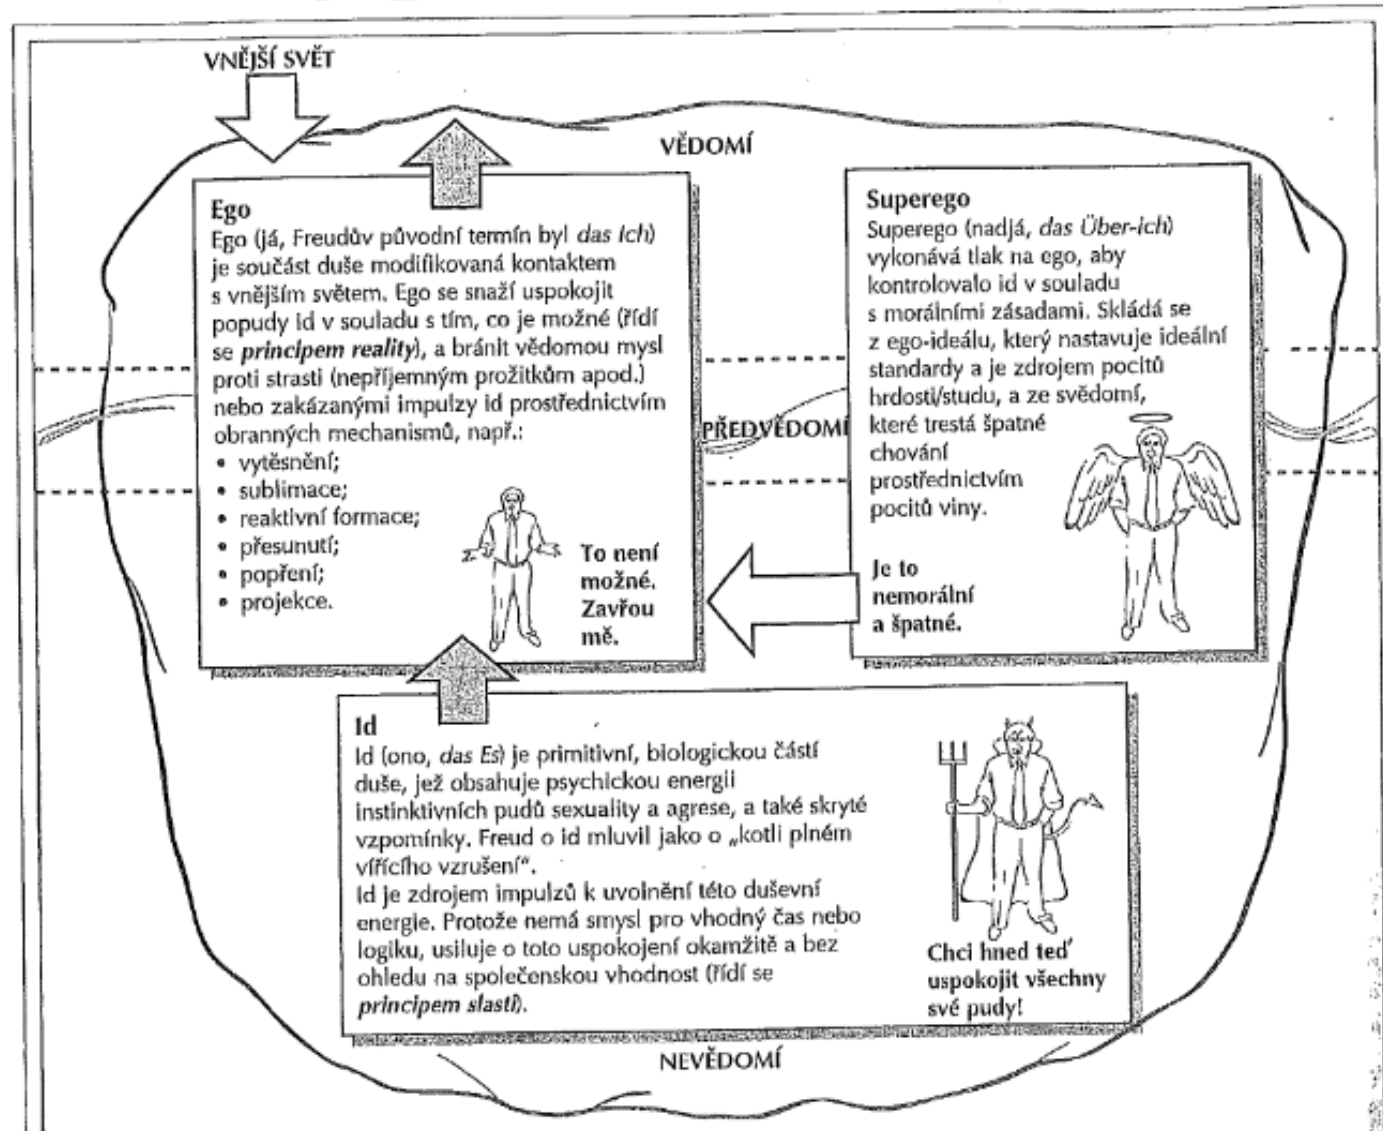 VNĚJŠÍ SVĚT
VĚDOMÍ
Ego
Ego (já, Freudův původní termín byl das Ich)
je součást duše modifikovaná kontaktem
s vnějším světem. Ego se snaží uspokojit
popudy id v souladu s tím, co je možné (řídí
se principem reality), a bránit vědomou mysl
proti strasti (nepříjemným prožitkům apod.)
nebo zakázanými impulzy id prostřednictvím
obranných mechanismů, např.:
• vytěsnění;
• sublimace;
• reaktivní formace;
• přesunutí;
• popření;
• projekce.
To není
možné.
Zavřou
mě.
PŘEDVĚDOMÍ
Superego
Superego (nadjá, das Über-ich)
vykonává tlak na ego, aby
kontrolovalo id v souladu
s morálními zásadami. Skládá se
z ego-ideálu, který nastavuje ideální
standardy a je zdrojem pocitů
hrdosti/studu, a ze svědomí,
které trestá špatné
chování
prostřednictvím
pocitů viny.
Je to
nemorální
a špatné.
Id
Id (ono, das Es) je primitivní, biologickou částí
duše, jež obsahuje psychickou energii
instinktivních pudů sexuality a agrese, a také skryté
vzpomínky. Freud o id mluvil jako o „kotli plném
vířícího vzrušení“.
Id je zdrojem impulzů k uvolnění této duševní
energie. Protože nemá smysl pro vhodný čas nebo
logiku, usiluje o toto uspokojení okamžitě a bez
ohledu na společenskou vhodnost (řídí se
principem slasti).
Chci hned teď
uspokojit všechny
své pudy!
NEVĚDOMÍ